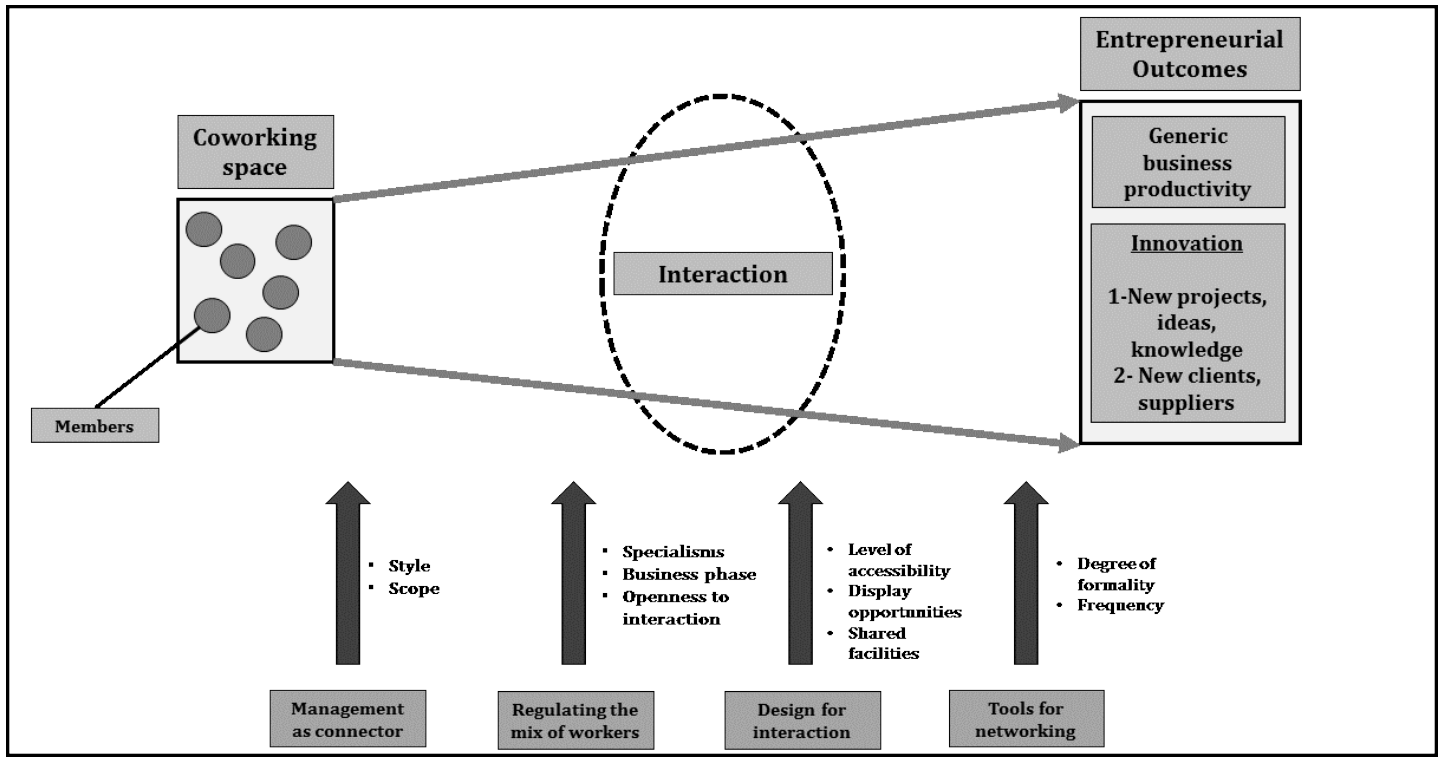 Entrepreneurial
Outcomes
Coworking
space
Generic
business
productivity
Innovation
Interaction
1-New projects,
ideas,
knowledge
2- New clients,
suppliers
Members
▪ Style
▪ Scope
▪ Specialisms
▪ Business phase
▪ Openness to
interaction
• Level of
accessibility
• Display
opportunities
• Shared
facilities
• Degree of
formality
• Frequency
Management
as connector
Regulating the
mix of workers
Design for
interaction
Tools for
networking